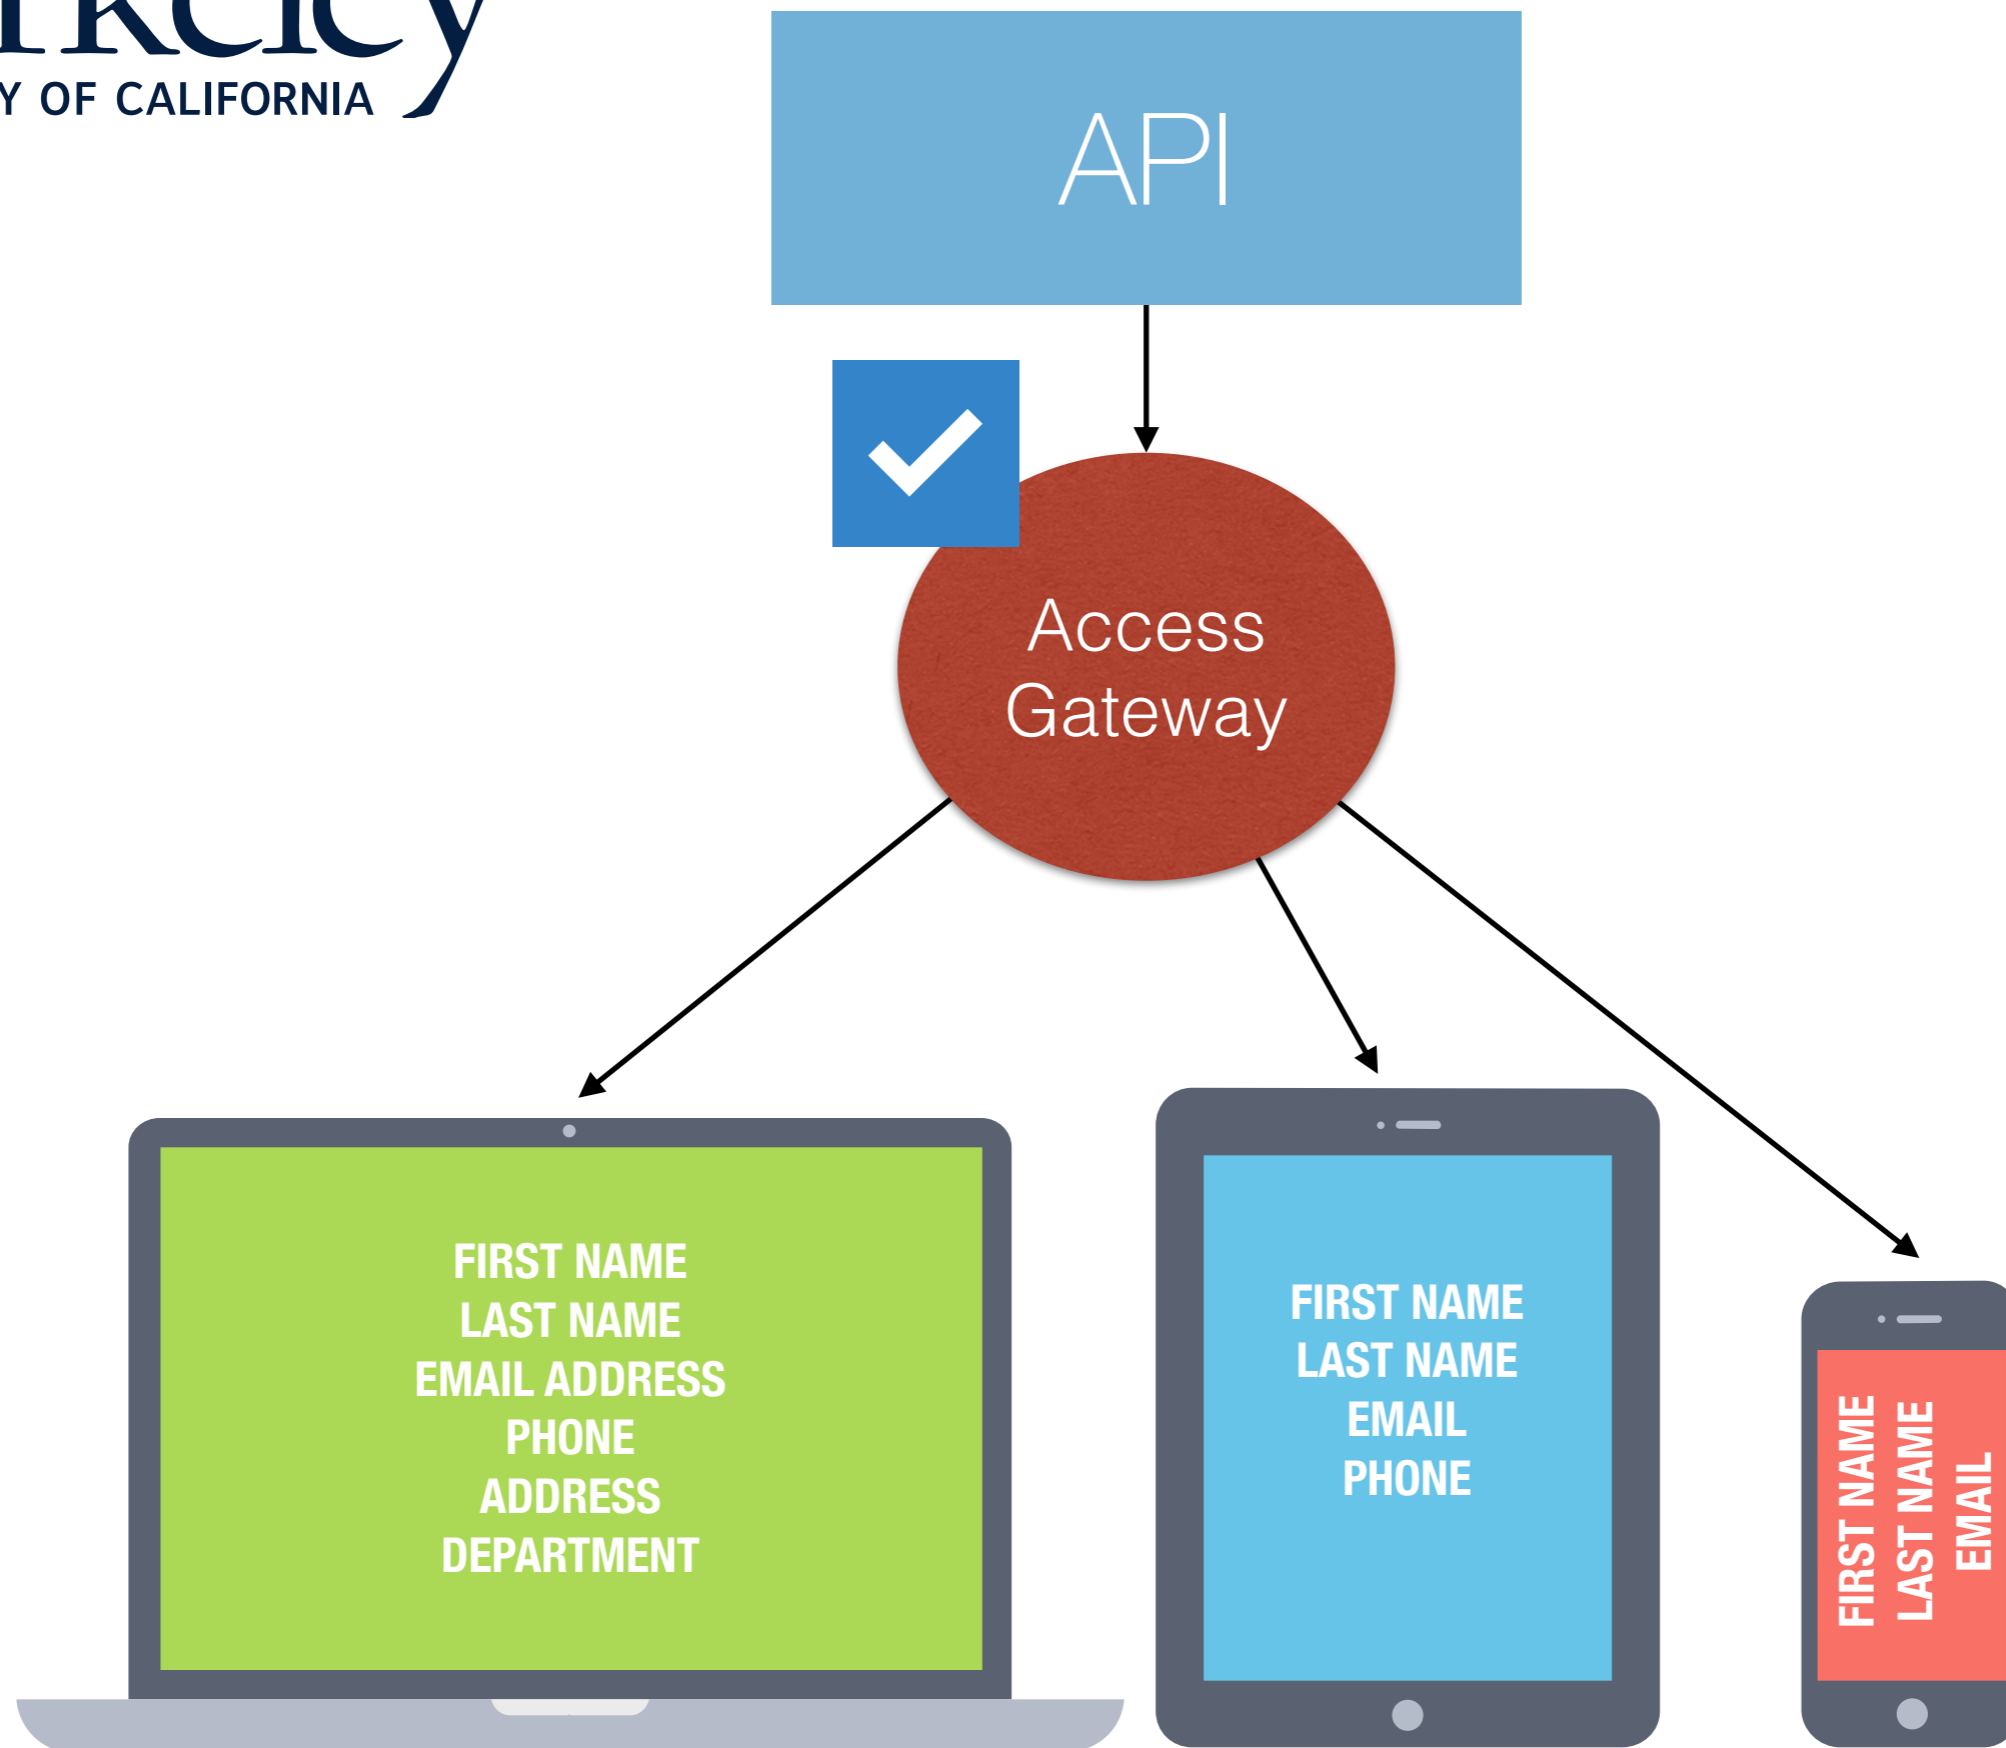 Y OF CALIFORNIA
API
Access
Gateway
FIRST NAME
LAST NAME
EMAIL ADDRESS
PHONE
ADDRESS
DEPARTMENT
FIRST NAME
LAST NAME
EMAIL
PHONE
FIRST NAME
LAST NAME
EMAIL